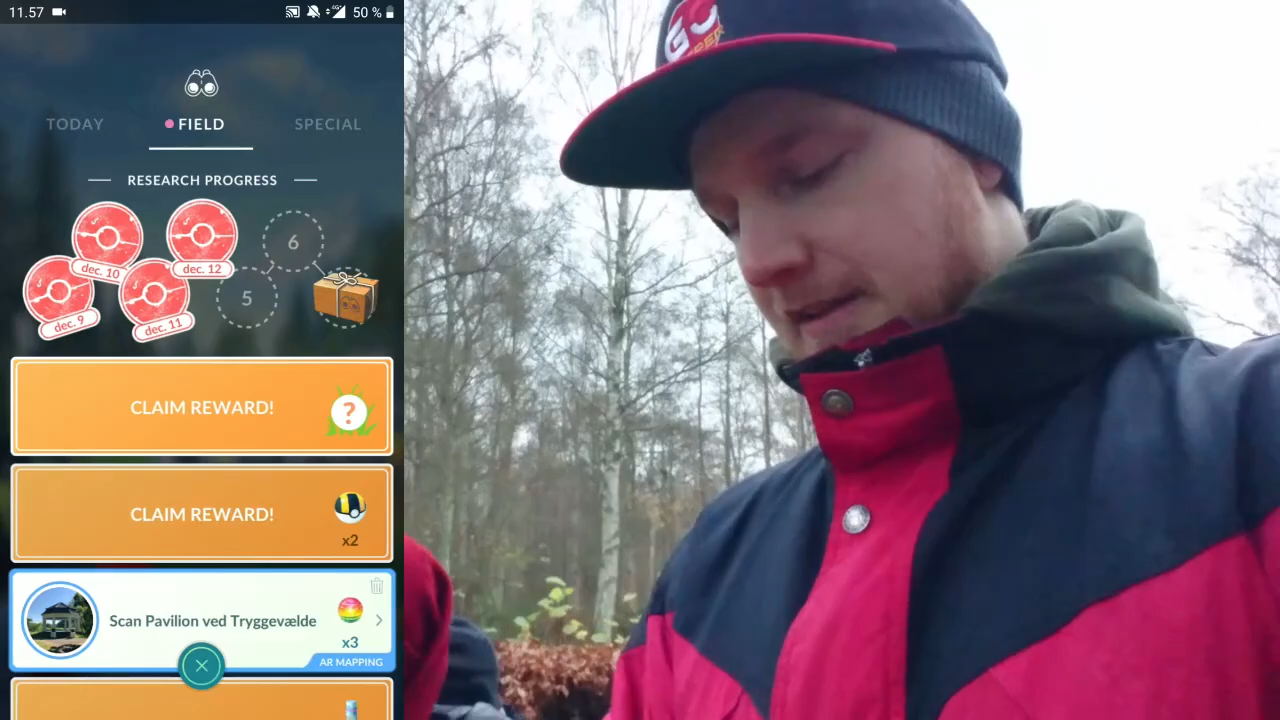 11.57
50 %
TODAY
FIELD
SPECIAL
RESEARCH PROGRESS
dec. 9
dec. 10
dec. 11
dec. 12
5
6
CLAIM REWARD!
?
CLAIM REWARD!
x2
Scan Pavilion ved Tryggevælde
x3
AR MAPPING
GO